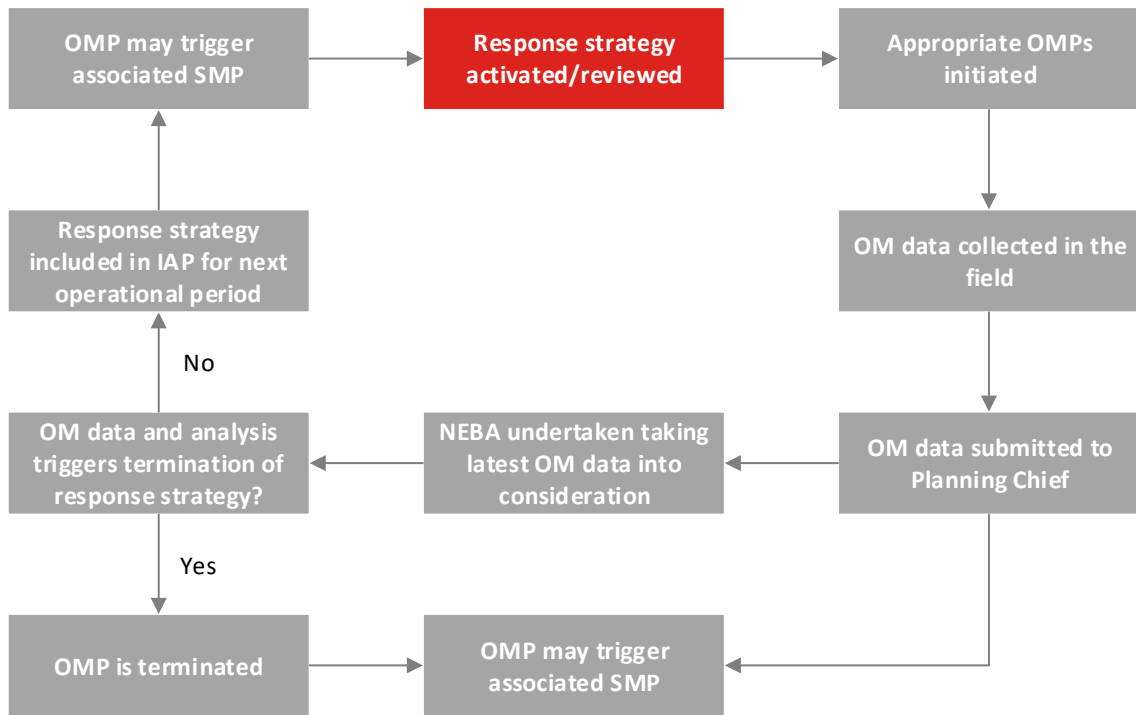 OMP may trigger
associated SMP
Response strategy
activated/reviewed
Appropriate OMPs
initiated
Response strategy
included in IAP for next
operational period
OM data collected in the
field
No
OM data and analysis
triggers termination of
response strategy?
NEBA undertaken taking
latest OM data into
consideration
OM data submitted to
Planning Chief
Yes
OMP is terminated
OMP may trigger
associated SMP